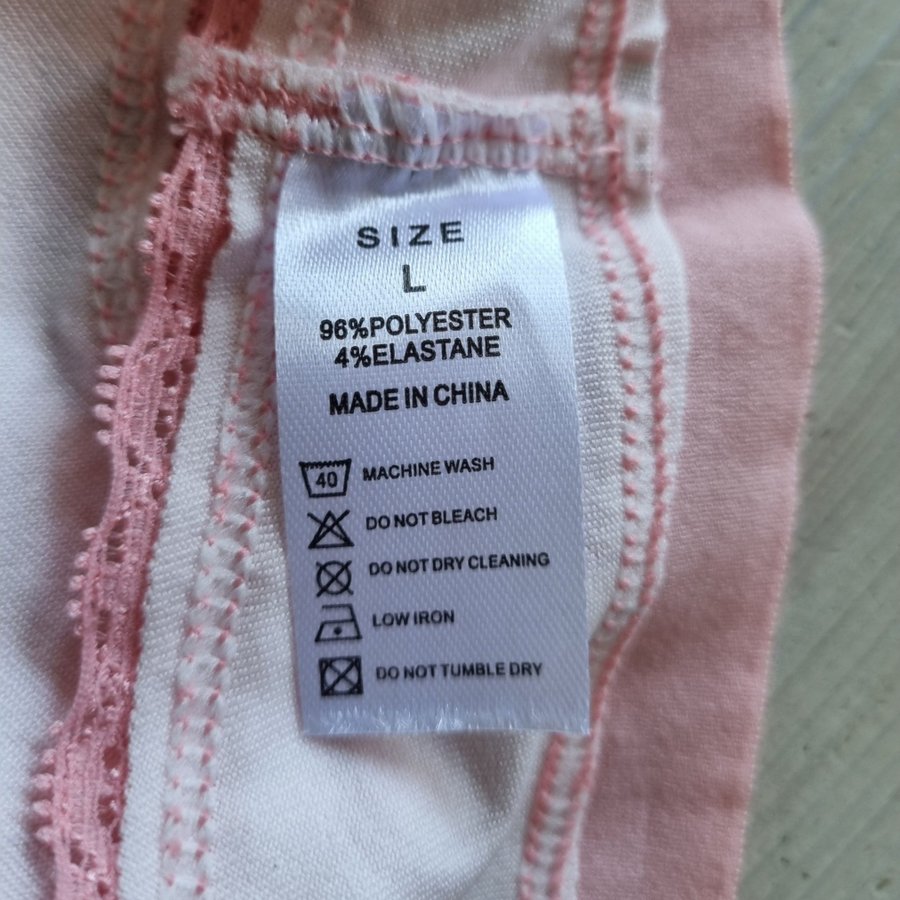 SIZE
L
96%POLYESTER
4%ELASTANE
MADE IN CHINA
40 MACHINE WASH
DO NOT BLEACH
DO NOT DRY CLEANING
LOW IRON
DO NOT TUMBLE DRY